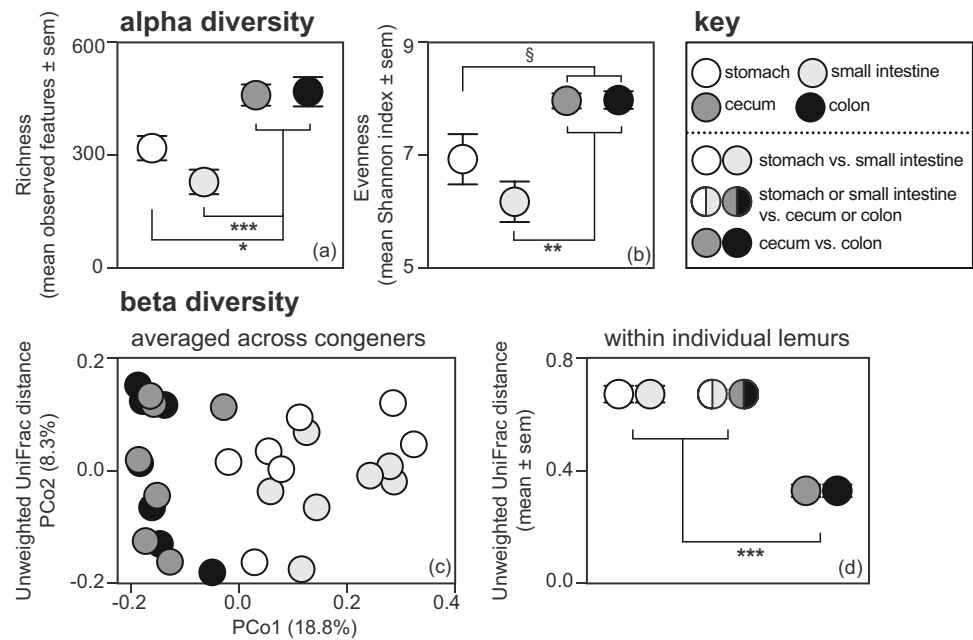 alpha diversity
Richness
(mean observed features ± sem)
600
300
0
***
*
(a)
Evenness
(mean Shannon index ± sem)
9
7
5
§
**
(b)
key
stomach
small intestine
cecum
colon
stomach vs. small intestine
stomach or small intestine
vs. cecum or colon
cecum vs. colon
beta diversity
averaged across congeners
Unweighted UniFrac distance
PCo2 (8.3%)
0.2
0.0
-0.2
-0.2
0.0
0.2
0.4
PCo1 (18.8%)
(c)
within individual lemurs
Unweighted UniFrac distance
(mean ± sem)
0.8
0.4
0.0
***
(d)